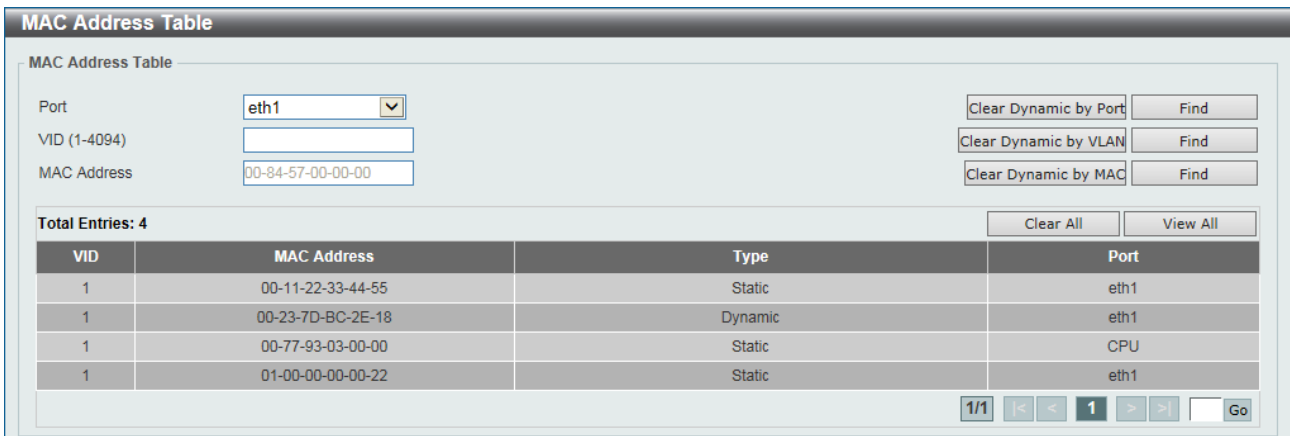 MAC Address Table
MAC Address Table
Port eth1 Clear Dynamic by Port Find
VID (1-4094) Clear Dynamic by VLAN Find
MAC Address 00-84-57-00-00-00 Clear Dynamic by MAC Find
Total Entries: 4 Clear All View All
VID MAC Address Type Port
1 00-11-22-33-44-55 Static eth1
1 00-23-7D-BC-2E-18 Dynamic eth1
1 00-77-93-03-00-00 Static CPU
1 01-00-00-00-00-22 Static eth1
1/1 |< < 1 > >| Go